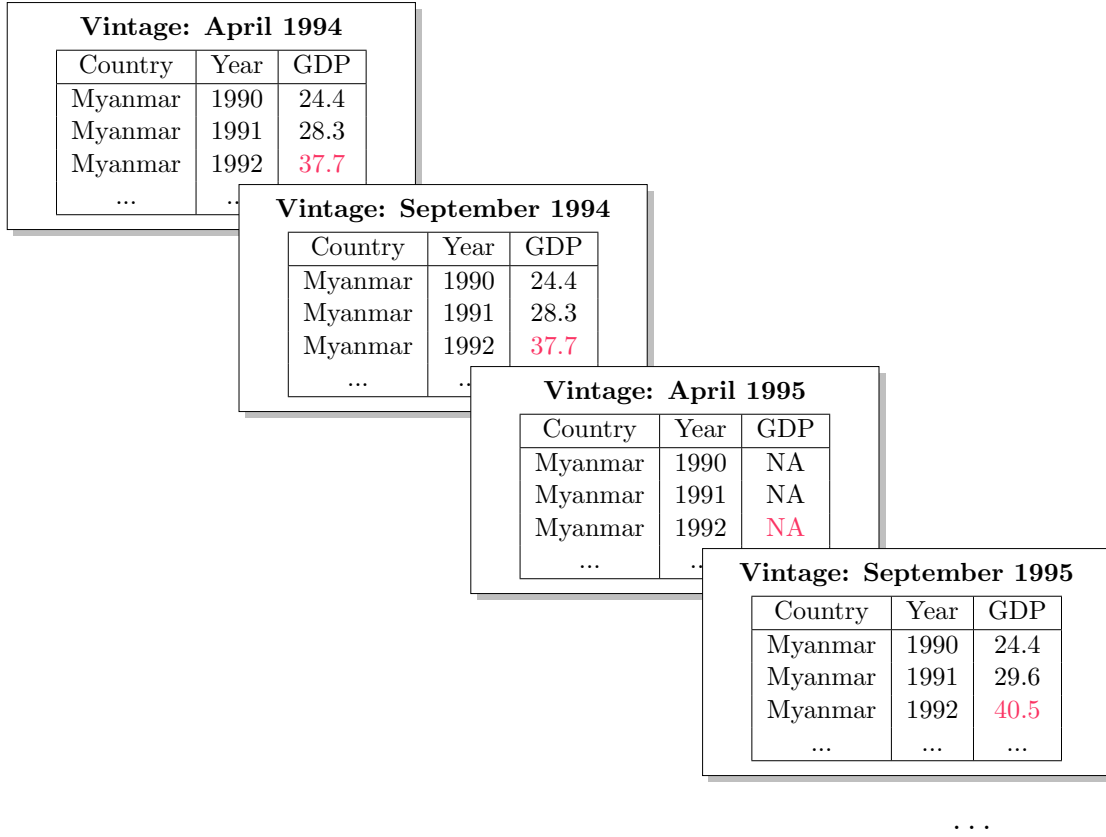 Vintage: April 1994
Country Year GDP
Myanmar 1990 24.4
Myanmar 1991 28.3
Myanmar 1992 37.7
... ..
Vintage: September 1994
Country Year GDP
Myanmar 1990 24.4
Myanmar 1991 28.3
Myanmar 1992 37.7
... ..
Vintage: April 1995
Country Year GDP
Myanmar 1990 NA
Myanmar 1991 NA
Myanmar 1992 NA
... ..
Vintage: September 1995
Country Year GDP
Myanmar 1990 24.4
Myanmar 1991 29.6
Myanmar 1992 40.5
... ... ...
...